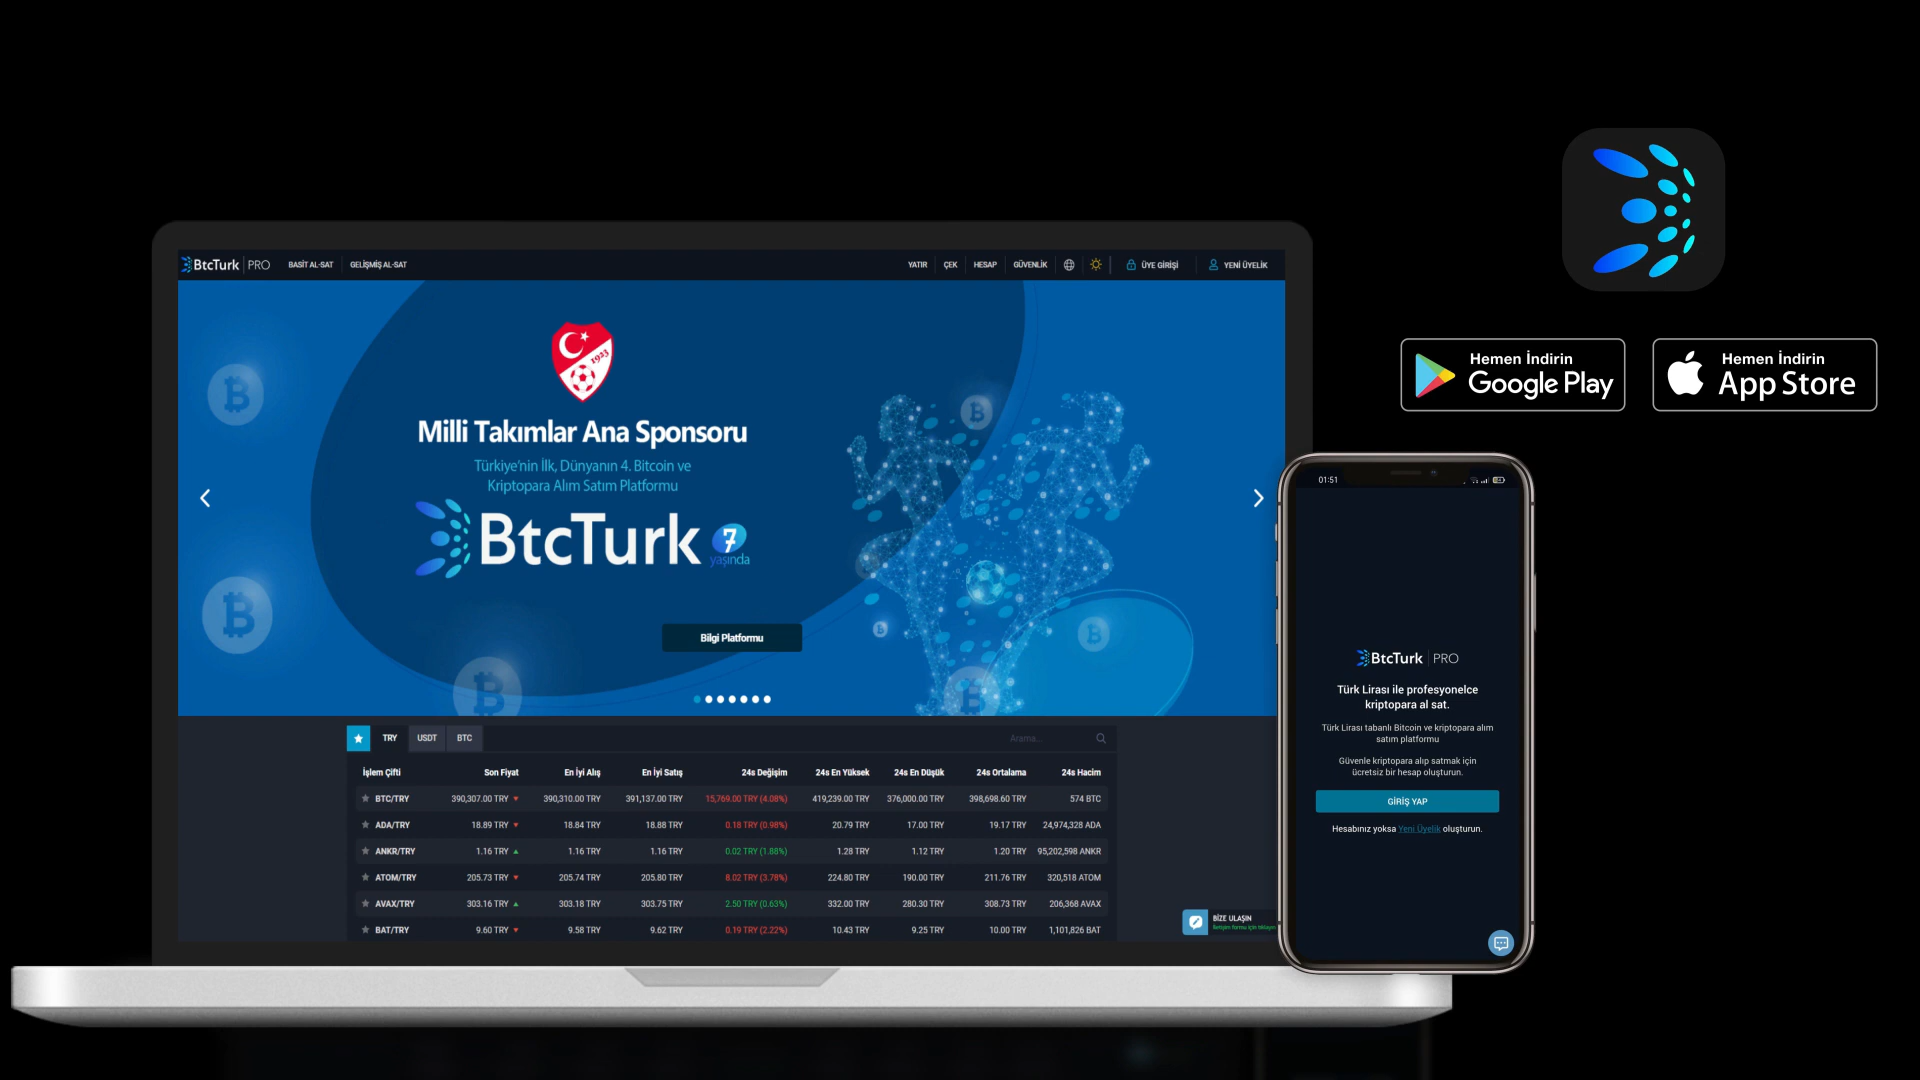 BtcTurk | PRO BASİT AL-SAT GELİŞMİŞ AL-SAT YATIR ÇEK HESAP GÜVENLİK ÜYE GİRİŞİ YENİ ÜYELİK
1923
Milli Takımlar Ana Sponsoru
Türkiye'nin İlk, Dünyanın 4. Bitcoin ve
Kriptopara Alım Satım Platformu
BtcTurk 7
yaşında
Bilgi Platformu
TRY USDT BTC Arama...
İşlem Çifti Son Fiyat En İyi Alış En İyi Satış 24s Değişim 24s En Yüksek 24s En Düşük 24s Ortalama 24s Hacim
BTC/TRY 390,307.00 TRY ▼ 390,310.00 TRY 391,137.00 TRY 15,769.00 TRY (4.08%) 419,239.00 TRY 376,000.00 TRY 398,698.60 TRY 574 BTC
ADA/TRY 18.89 TRY ▼ 18.84 TRY 18.88 TRY 0.18 TRY (0.98%) 20.79 TRY 17.00 TRY 19.17 TRY 24,974,328 ADA
ANKR/TRY 1.16 TRY ▲ 1.16 TRY 1.16 TRY 0.02 TRY (1.88%) 1.28 TRY 1.12 TRY 1.20 TRY 95,202,598 ANKR
ATOM/TRY 205.73 TRY ▼ 205.74 TRY 205.80 TRY 8.02 TRY (3.78%) 224.80 TRY 190.00 TRY 211.76 TRY 320,518 ATOM
AVAX/TRY 303.16 TRY ▲ 303.18 TRY 303.75 TRY 2.50 TRY (0.63%) 332.00 TRY 280.30 TRY 308.73 TRY 206,368 AVAX
BAT/TRY 9.60 TRY ▼ 9.58 TRY 9.62 TRY 0.19 TRY (2.22%) 10.43 TRY 9.25 TRY 10.00 TRY 1,101,826 BAT
BİZE ULAŞIN
İletişim formu için tıklayın
Hemen İndirin
Google Play
Hemen İndirin
App Store
01:51
BtcTurk | PRO
Türk Lirası ile profesyonelce
kriptopara al sat.
Türk Lirası tabanlı Bitcoin ve kriptopara alım
satım platformu
Güvenle kriptopara alıp satmak için
ücretsiz bir hesap oluşturun.
GİRİŞ YAP
Hesabınız yoksa Yeni Üyelik oluşturun.